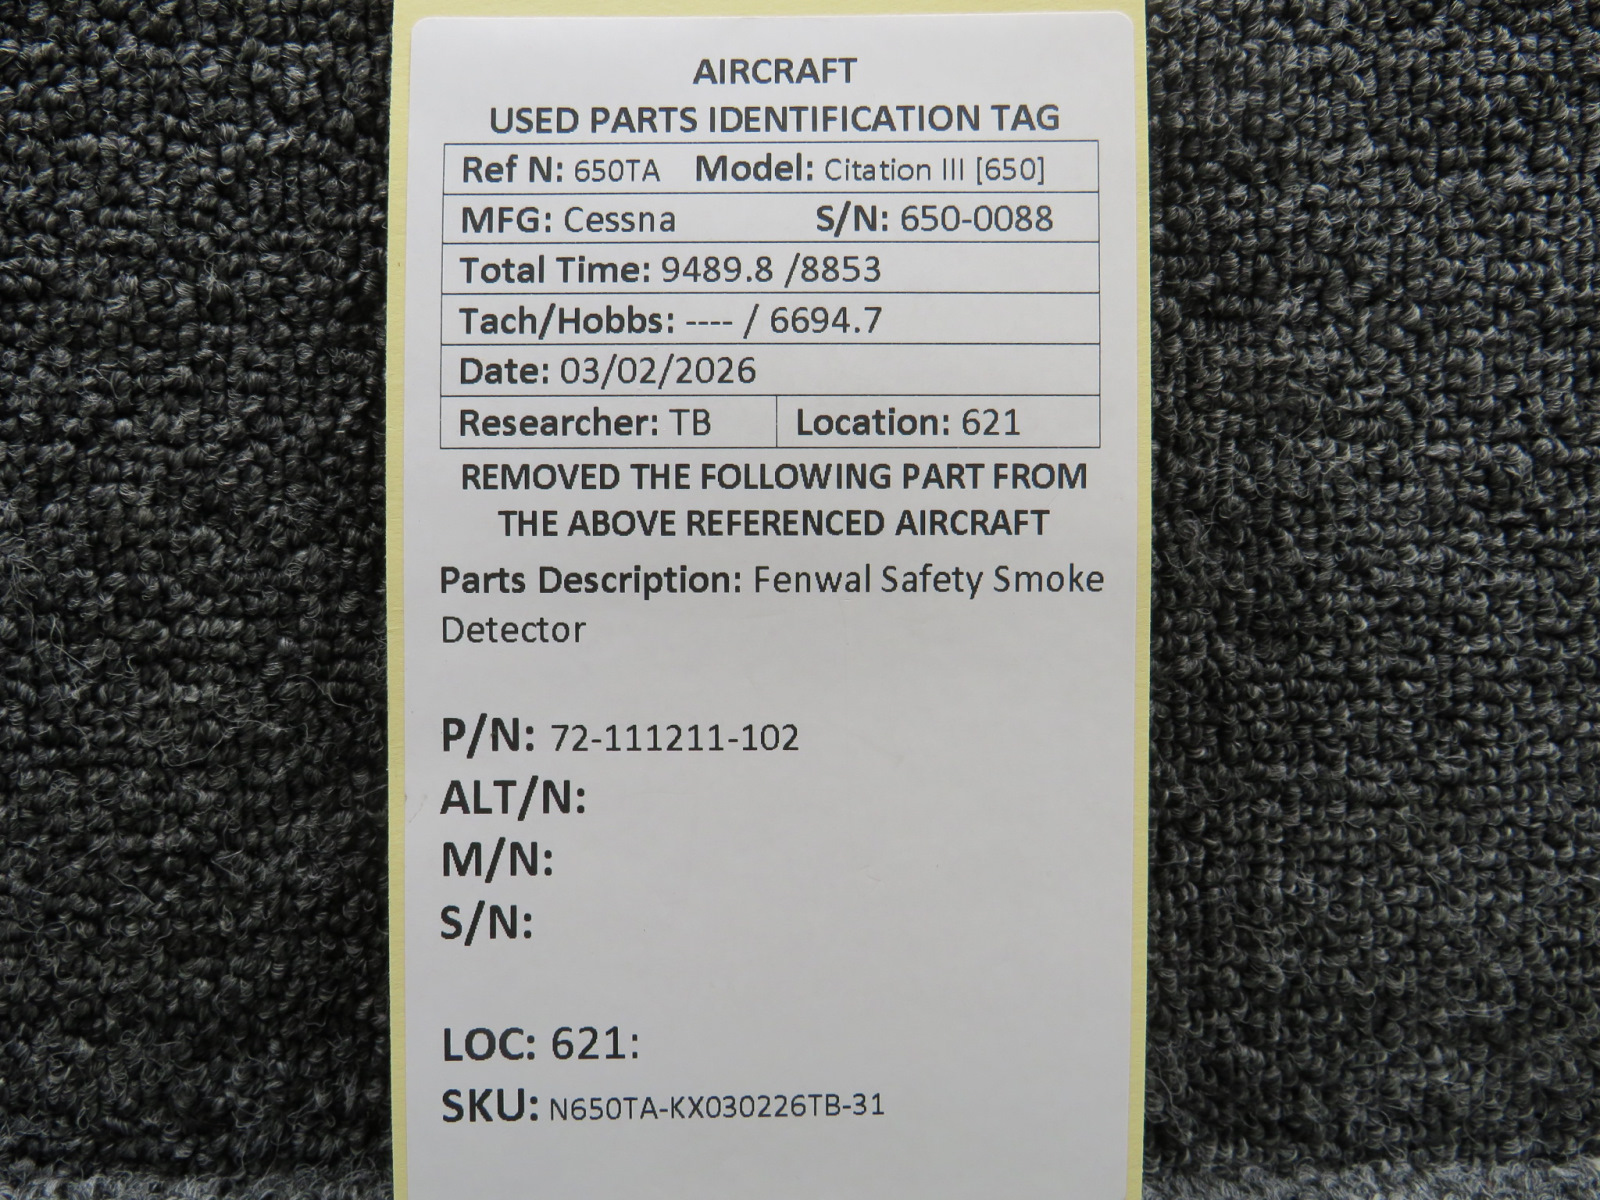 AIRCRAFT
USED PARTS IDENTIFICATION TAG
Ref N: 650TA Model: Citation III [650]
MFG: Cessna S/N: 650-0088
Total Time: 9489.8 /8853
Tach/Hobbs: ---- / 6694.7
Date: 03/02/2026
Researcher: TB Location: 621
REMOVED THE FOLLOWING PART FROM
THE ABOVE REFERENCED AIRCRAFT
Parts Description: Fenwal Safety Smoke
Detector
P/N: 72-111211-102
ALT/N:
M/N:
S/N:
LOC: 621:
SKU: N650TA-KX030226TB-31